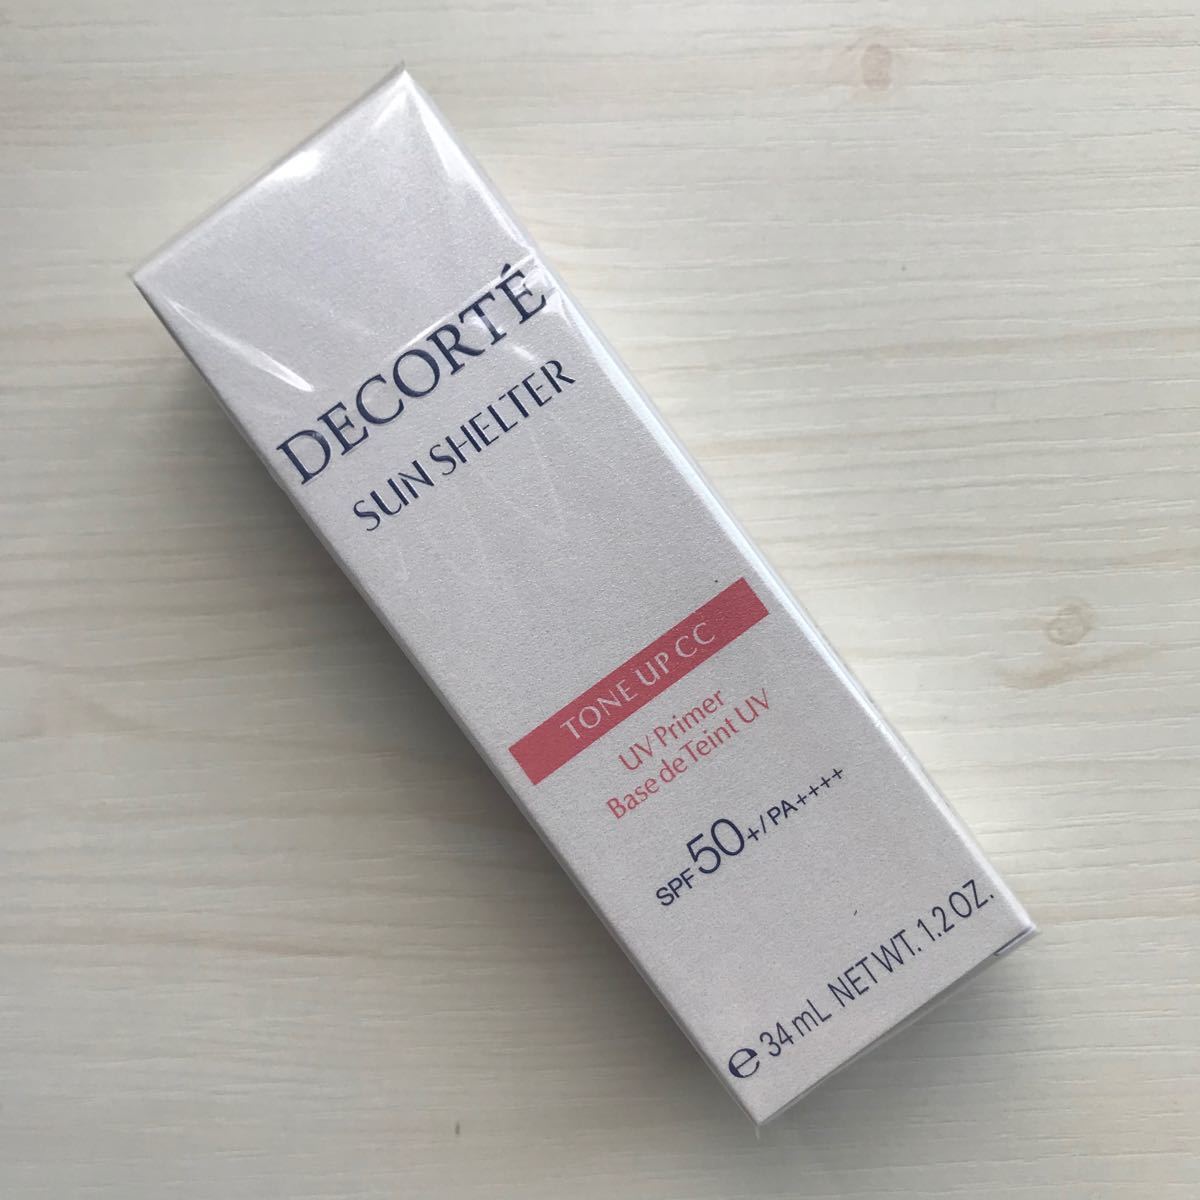 DECORTÉ
SUN SHELTER
TONE UP CC
UV Primer
Base de Teint UV
SPF50+/PA++++
℮ 34 mL NET WT. 1.2 OZ.